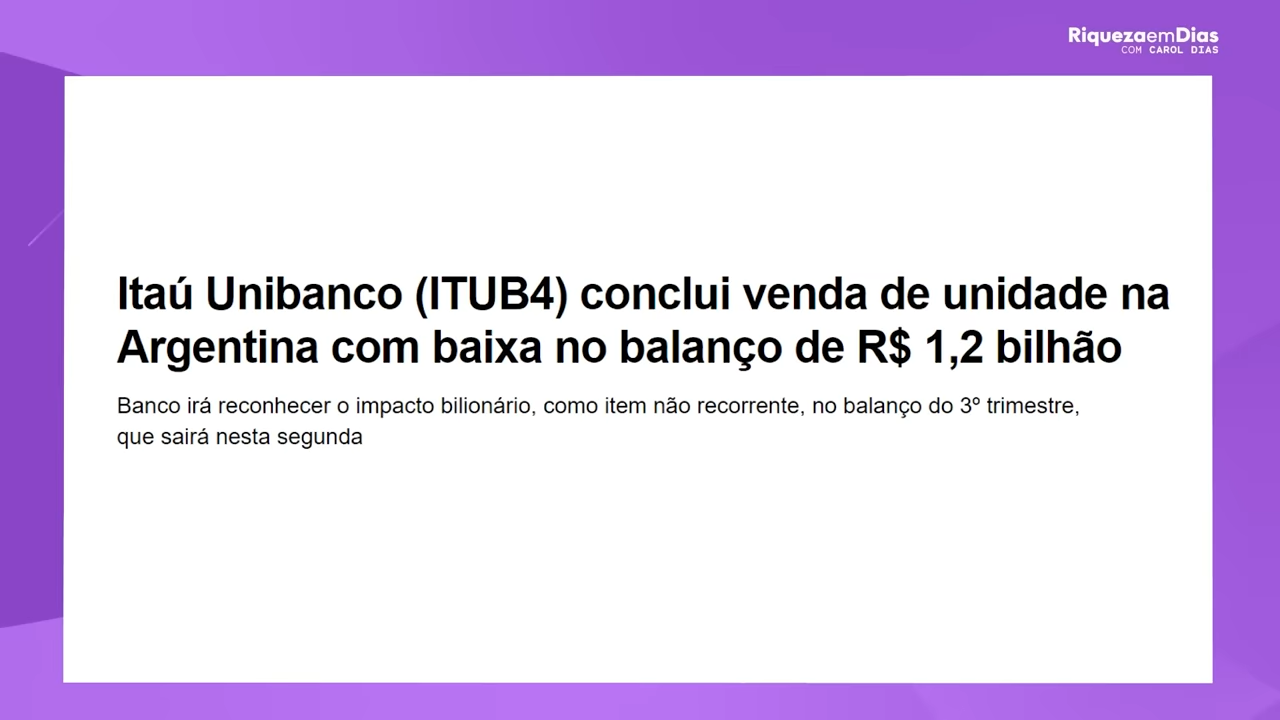 RiquezaemDias
COM CAROL DIAS
Itaú Unibanco (ITUB4) conclui venda de unidade na
Argentina com baixa no balanço de R$ 1,2 bilhão
Banco irá reconhecer o impacto bilionário, como item não recorrente, no balanço do 3º trimestre,
que sairá nesta segunda